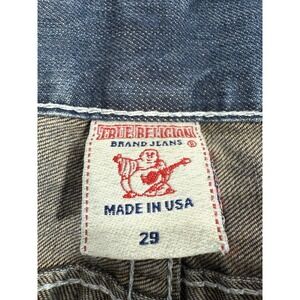 TRUE RELIGION
BRAND JEANS ®
MADE IN USA
29